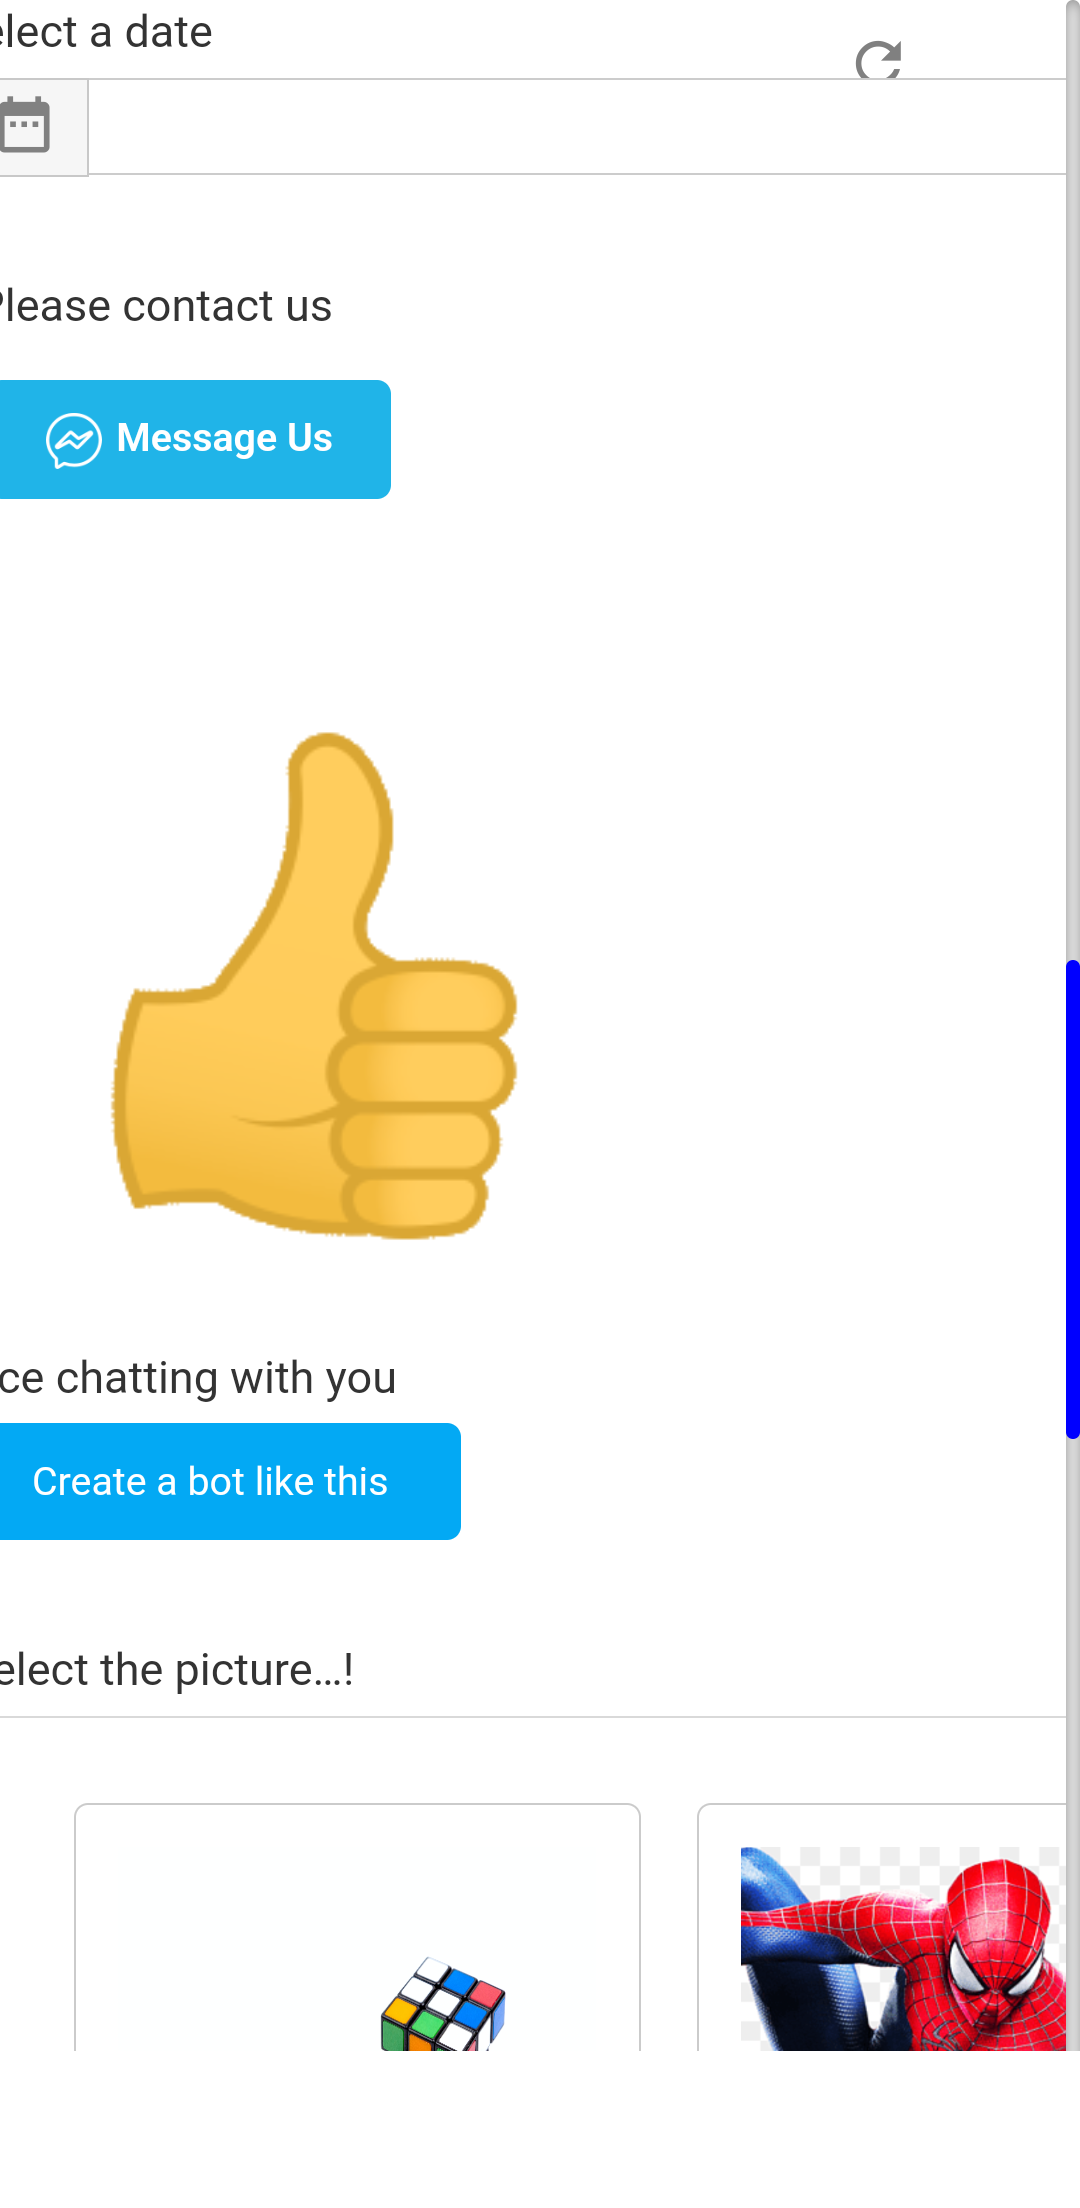 elect a date
Please contact us
Message Us
ce chatting with you
Create a bot like this
elect the picture...!